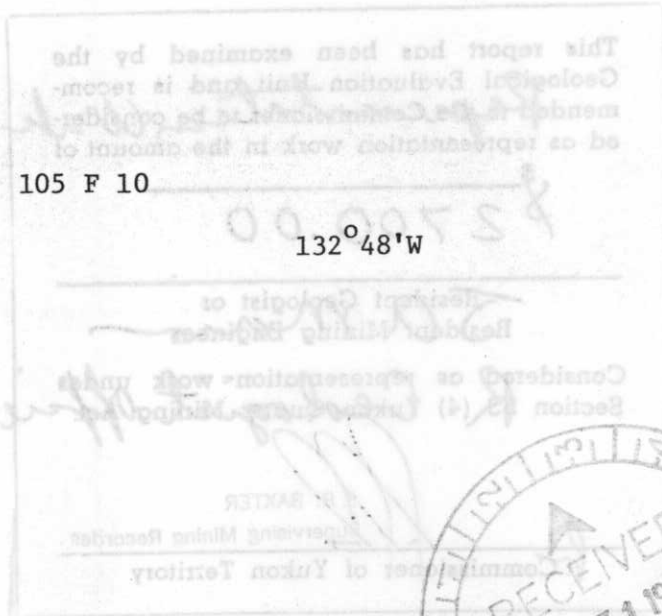 This report has been examined by the
Geological Evaluation Unit and is recom-
mended to the Commissioner to be consider-
ed as representation work in the amount of
105 F 10
$ 2700.00
132°48'W
Resident Geologist or
Resident Mining Engineer
Considered as representation work under
Section 53 (4) Yukon Quartz Mining Act
B. BAXTER
Supervising Mining Recorder
Commissioner of Yukon Territory
RECEIVED